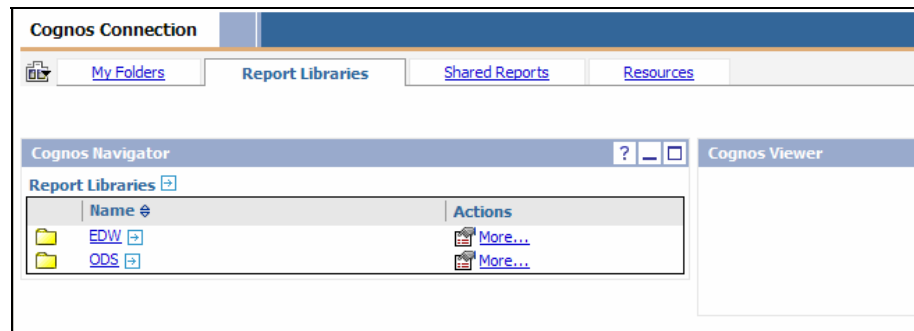 Cognos Connection
My Folders Report Libraries Shared Reports Resources
Cognos Navigator ? Cognos Viewer
Report Libraries
Name Actions
EDW More...
ODS More...